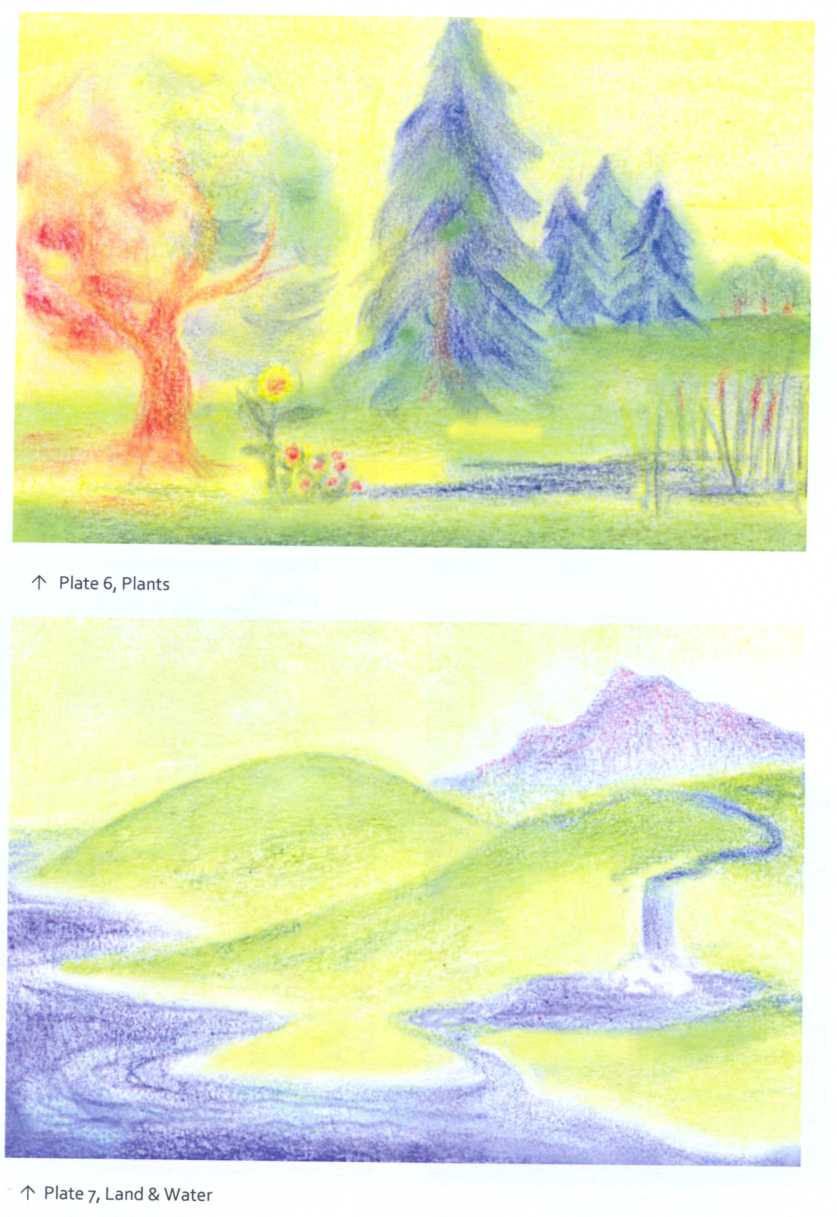 ↑ Plate 6, Plants
↑ Plate 7, Land & Water